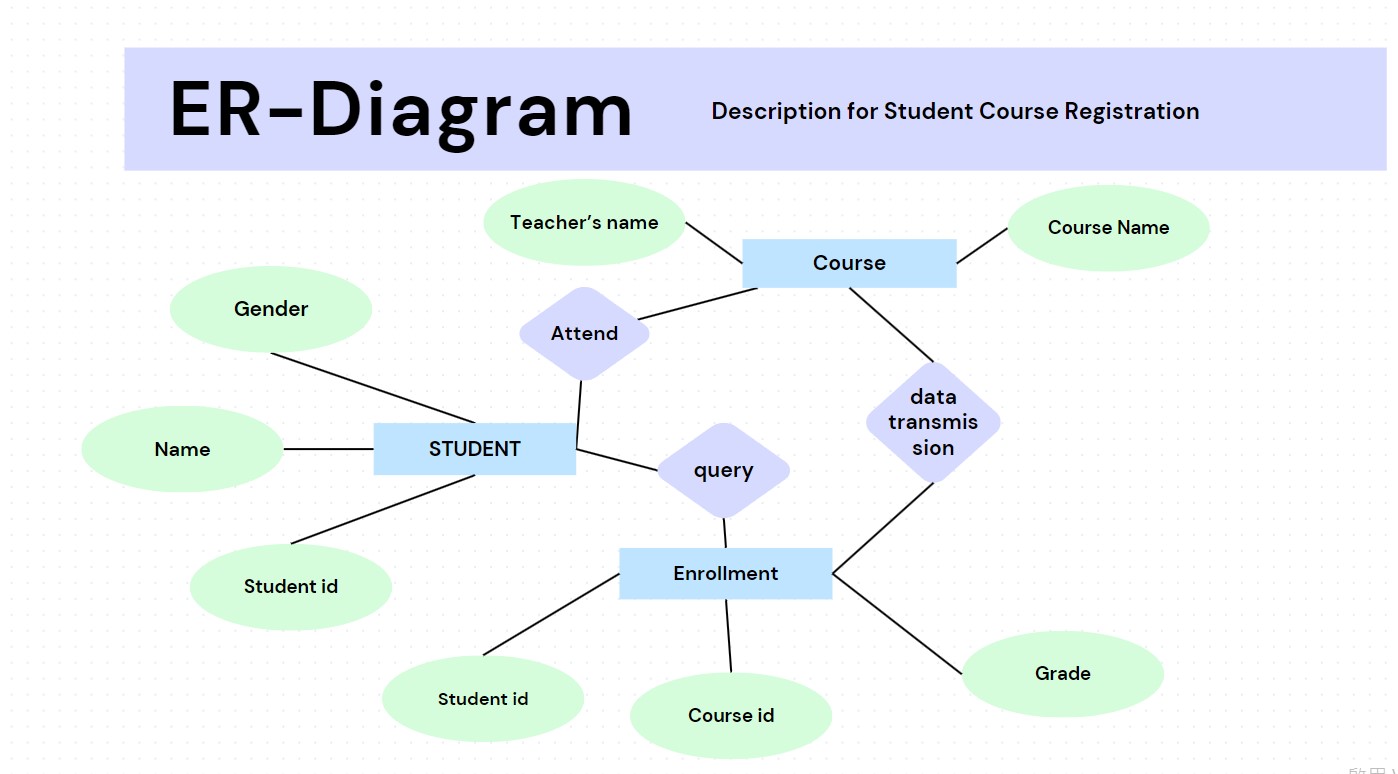 ER-Diagram
Description for Student Course Registration
Teacher's name
Course Name
Course
Gender
Attend
data
transmis
sion
Name
STUDENT
query
Enrollment
Student id
Student id
Course id
Grade